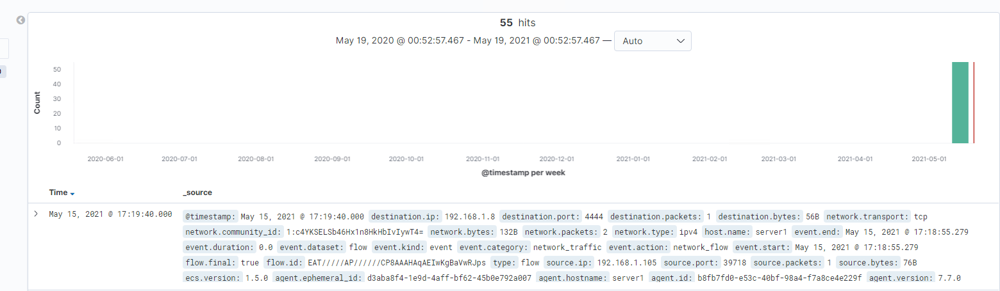 55 hits
May 19, 2020 @ 00:52:57.467 - May 19, 2021 @ 00:52:57.467 — Auto
Count
50
40
30
20
10
0
2020-06-01 2020-07-01 2020-08-01 2020-09-01 2020-10-01 2020-11-01 2020-12-01 2021-01-01 2021-02-01 2021-03-01 2021-04-01 2021-05-01
@timestamp per week
Time _source
May 15, 2021 @ 17:19:40.000 @timestamp: May 15, 2021 @ 17:19:40.000 destination.ip: 192.168.1.8 destination.port: 4444 destination.packets: 1 destination.bytes: 56B network.transport: tcp
network.community_id: 1:c4YKSELSb46Hx1n8HkHbIvIywT4= network.bytes: 132B network.packets: 2 network.type: ipv4 host.name: server1 event.end: May 15, 2021 @ 17:18:55.279
event.duration: 0.0 event.dataset: flow event.kind: event event.category: network_traffic event.action: network_flow event.start: May 15, 2021 @ 17:18:55.279
flow.final: true flow.id: EAT/////AP//////CP8AAAHAqAEIwKgBaVwRJps type: flow source.ip: 192.168.1.105 source.port: 39718 source.packets: 1 source.bytes: 76B
ecs.version: 1.5.0 agent.ephemeral_id: d3aba8f4-1e9d-4aff-bf62-45b0e792a007 agent.hostname: server1 agent.id: b8fb7fd0-e53c-40bf-98a4-f7a8ce4e229f agent.version: 7.7.0